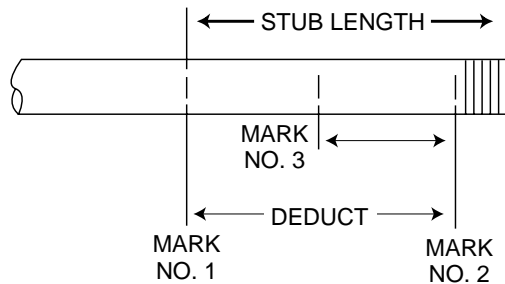 STUB LENGTH
MARK
NO. 3
DEDUCT
MARK
NO. 1
MARK
NO. 2